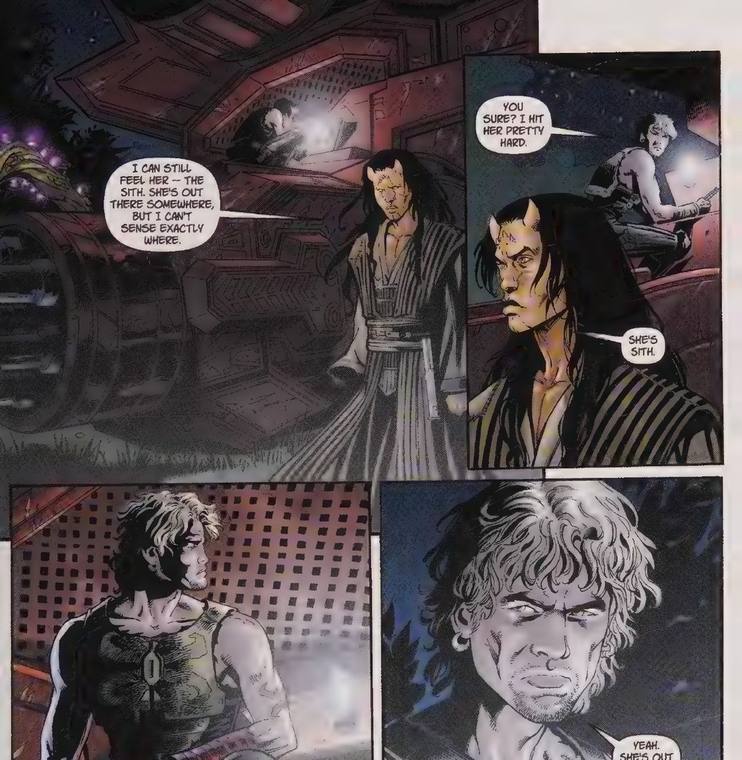 I CAN STILL
FEEL HER -- THE
SITH. SHE'S OUT
THERE SOMEWHERE,
BUT I CAN'T
SENSE EXACTLY
WHERE.
YOU
SURE? I HIT
HER PRETTY
HARD.
SHE'S
SITH.
YEAH.
SHE'S OUT